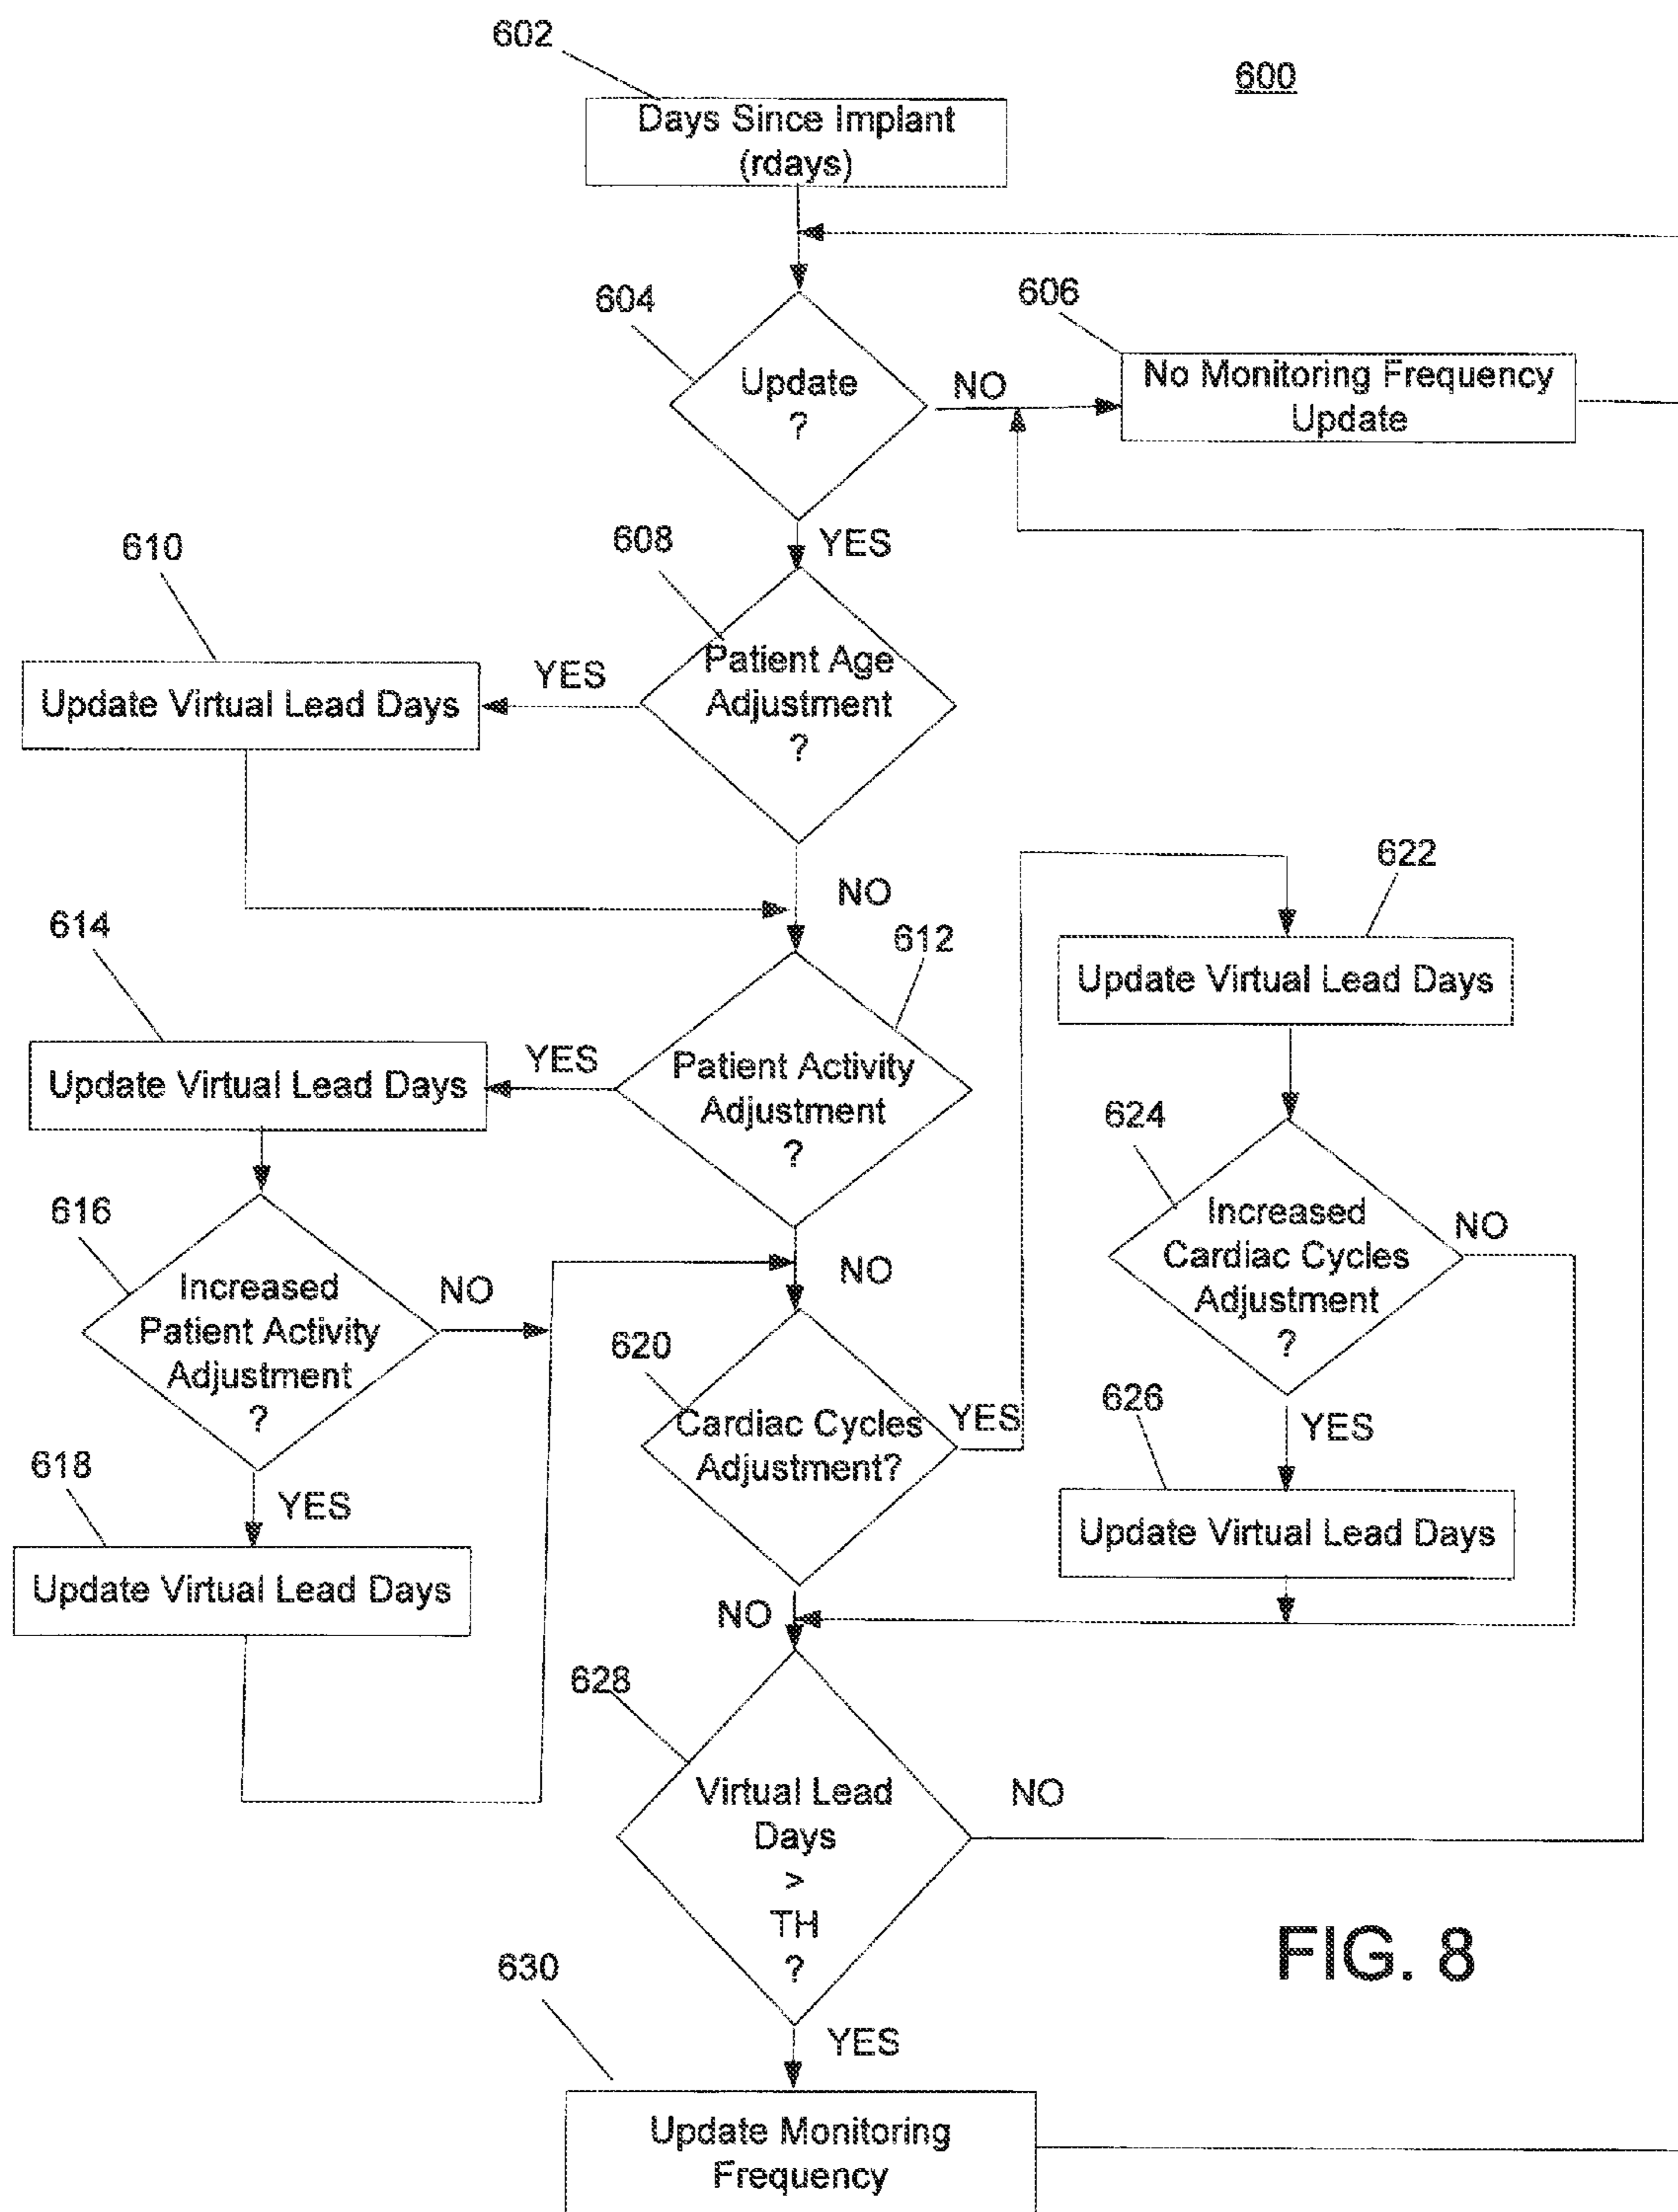 602
600
Days Since Implant
(rdays)
604
606
Update
?
NO
No Monitoring Frequency
Update
YES
608
610
Patient Age
Adjustment
?
YES
Update Virtual Lead Days
NO
622
614
612
Update Virtual Lead Days
YES
Update Virtual Lead Days
Patient Activity
Adjustment
?
624
616
Increased
Cardiac Cycles
Adjustment
?
NO
NO
Increased
Patient Activity
Adjustment
?
NO
620
626
Cardiac Cycles
Adjustment?
YES
YES
618
YES
Update Virtual Lead Days
Update Virtual Lead Days
NO
628
Virtual Lead
Days
>
TH
?
NO
FIG. 8
630
YES
Update Monitoring
Frequency